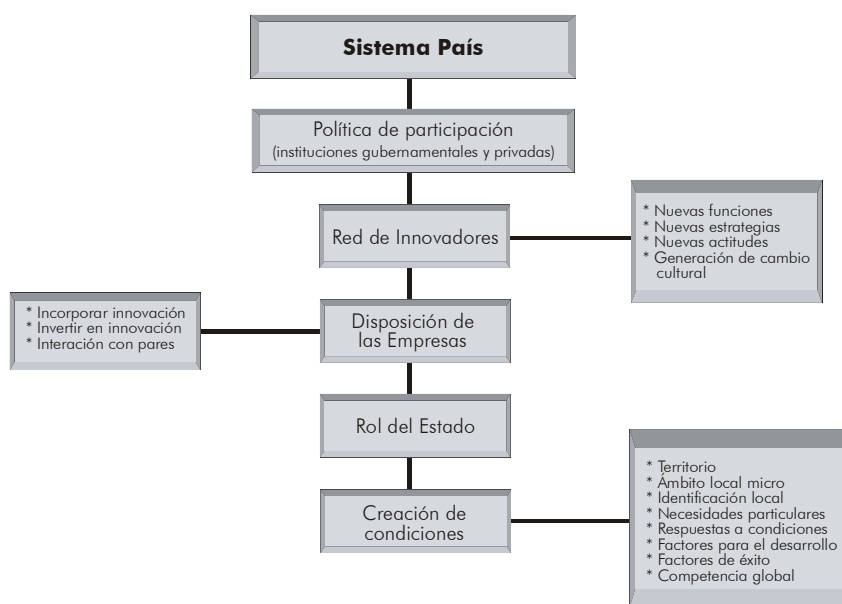 Sistema País
Política de participación
(instituciones gubernamentales y privadas)
Red de Innovadores
* Nuevas funciones
* Nuevas estrategias
* Nuevas actitudes
* Generación de cambio
cultural
* Incorporar innovación
* Invertir en innovación
* Interación con pares
Disposición de
las Empresas
Rol del Estado
Creación de
condiciones
* Territorio
* Ámbito local micro
* Identificación local
* Necesidades particulares
* Respuestas a condiciones
* Factores para el desarrollo
* Factores de éxito
* Competencia global